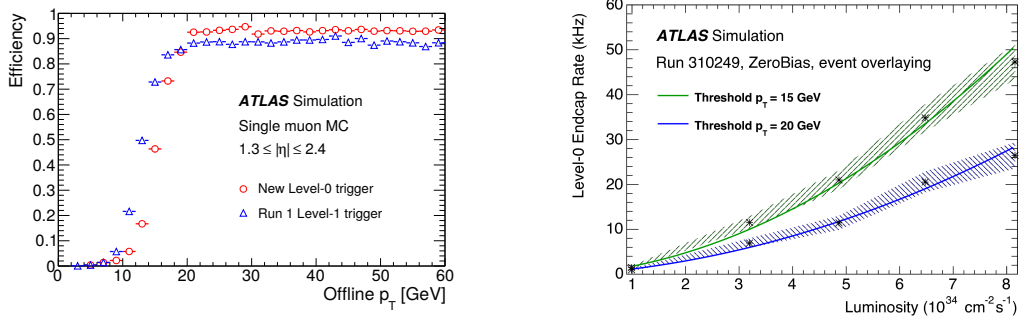 Efficiency
1
0.9
0.8
0.7
0.6
0.5
0.4
0.3
0.2
0.1
0
ATLAS Simulation
Single muon MC
1.3 ≤ |η| ≤ 2.4
New Level-0 trigger
Run 1 Level-1 trigger
0 10 20 30 40 50 60
Offline p_T [GeV]
Level-0 Endcap Rate (kHz)
60
50
40
30
20
10
0
ATLAS Simulation
Run 310249, ZeroBias, event overlaying
Threshold p_T = 15 GeV
Threshold p_T = 20 GeV
1 2 3 4 5 6 7 8
Luminosity (10^34 cm^-2 s^-1)